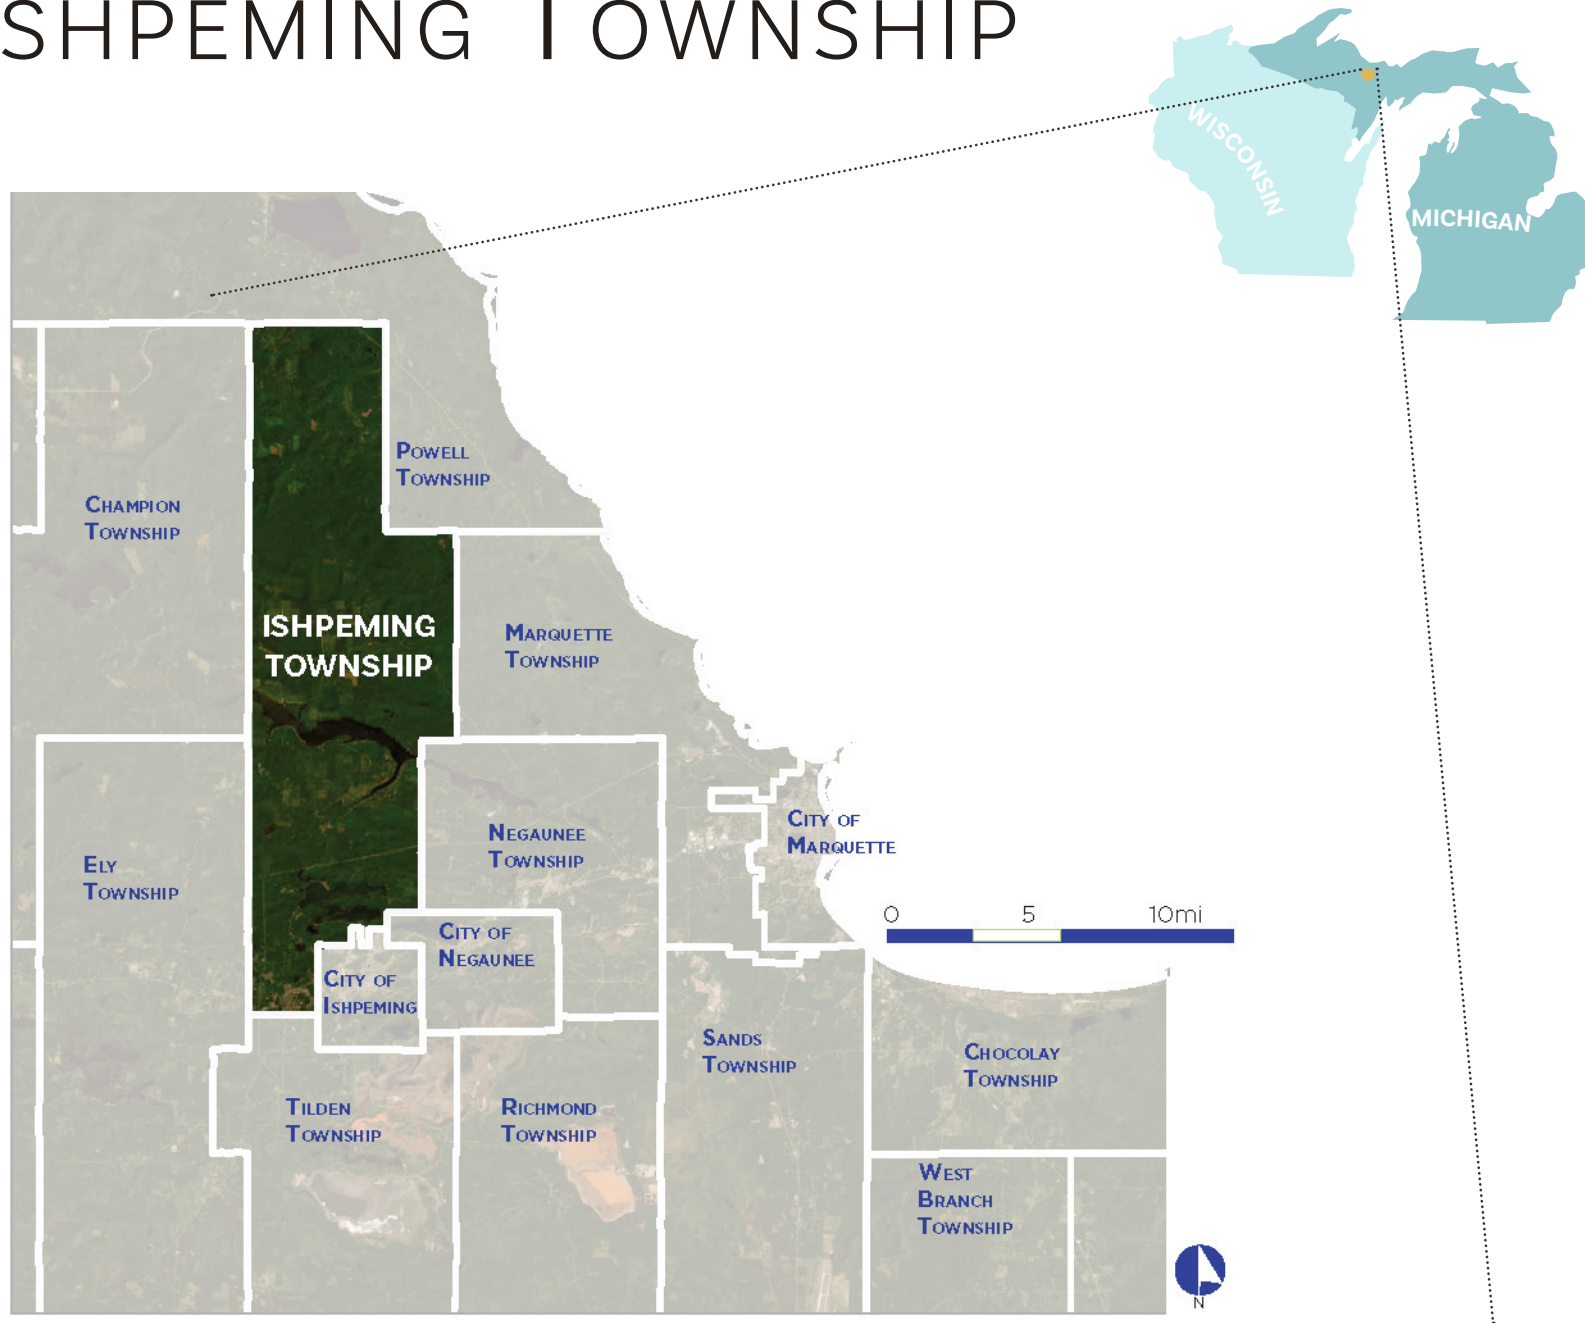 SHPEMING TOWNSHIP
WISCONSIN
MICHIGAN
POWELL
TOWNSHIP
CHAMPION
TOWNSHIP
ISHPEMING
TOWNSHIP
MARQUETTE
TOWNSHIP
NEGAUNEE
TOWNSHIP
CITY OF
MARQUETTE
ELY
TOWNSHIP
0 5 10mi
CITY OF
NEGAUNEE
CITY OF
ISHPEMING
SANDS
TOWNSHIP
CHOCOLAY
TOWNSHIP
TILDEN
TOWNSHIP
RICHMOND
TOWNSHIP
WEST
BRANCH
TOWNSHIP
N